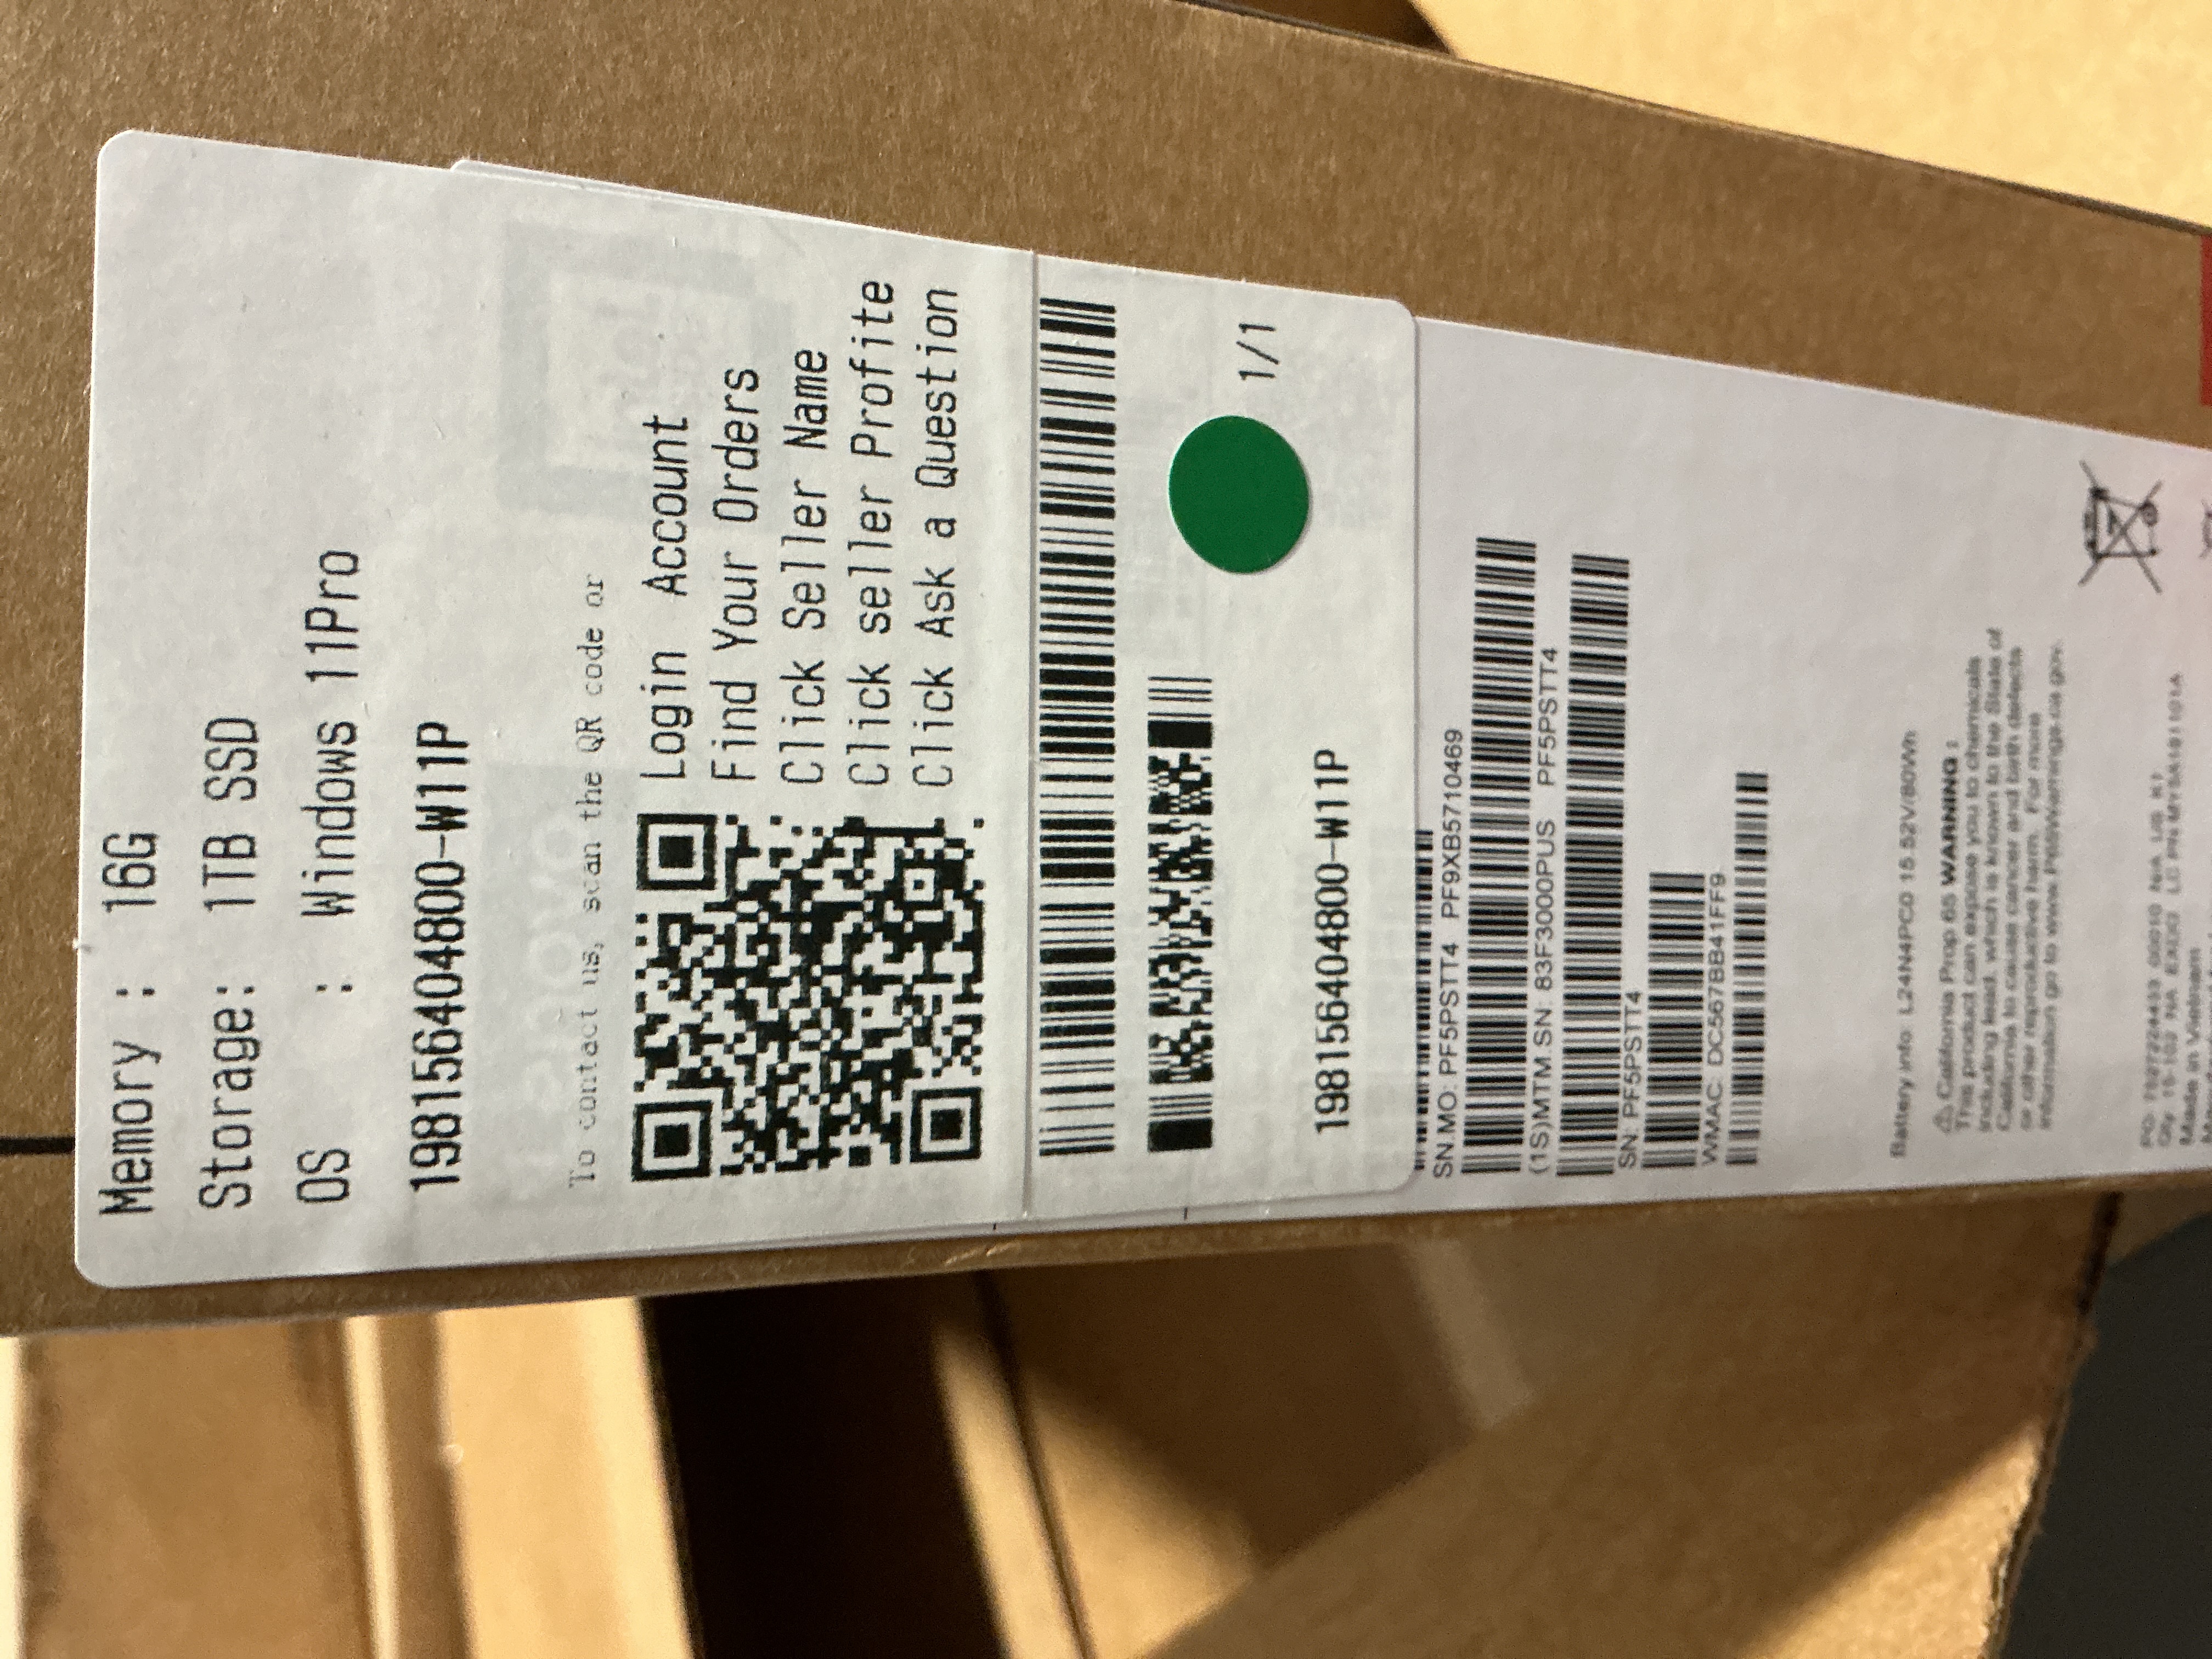 Memory : 16G
Storage: 1TB SSD
OS : Windows 11Pro
198156404800-W11P
To contact us, scan the QR code or
Login Account
Find Your Orders
Click Seller Name
Click seller Profite
Click Ask a Question
1/1
198156404800-W11P
SN.MO: PF5PSTT4 PF9XB5710469
(1S)MTM SN: 83F3000PUS PF5PSTT4
SN: PF5PSTT4
WMAC: DC567BB41FF9
Battery info: L24N4PC0 15.52V/80Wh
⚠ California Prop 65 WARNING :
This product can expose you to chemicals
including lead, which is known to the State of
California to cause cancer and birth defects
or other reproductive harm. For more
information go to www.P65Warnings.ca.gov.
Made in Vietnam